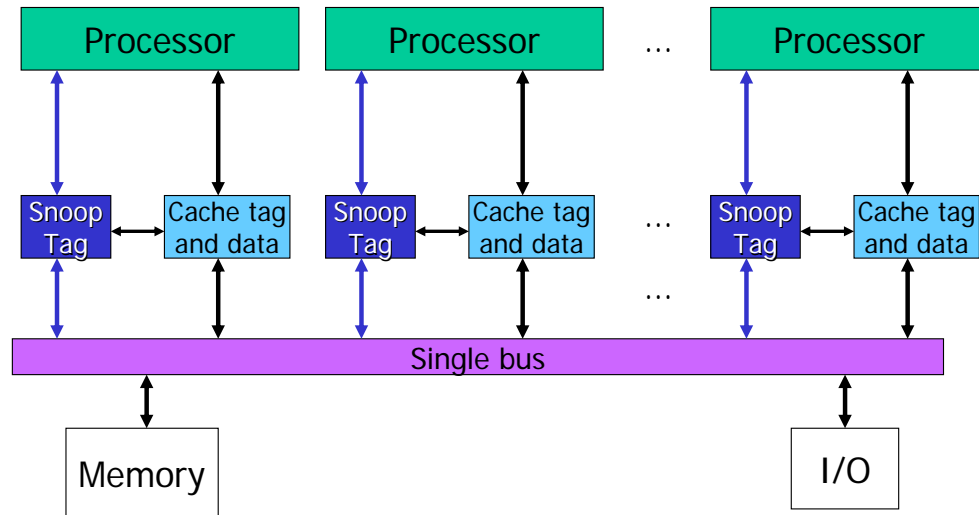 Processor
Processor
...
Processor
Snoop
Tag
Cache tag
and data
Snoop
Tag
Cache tag
and data
...
Snoop
Tag
Cache tag
and data
...
Single bus
Memory
I/O